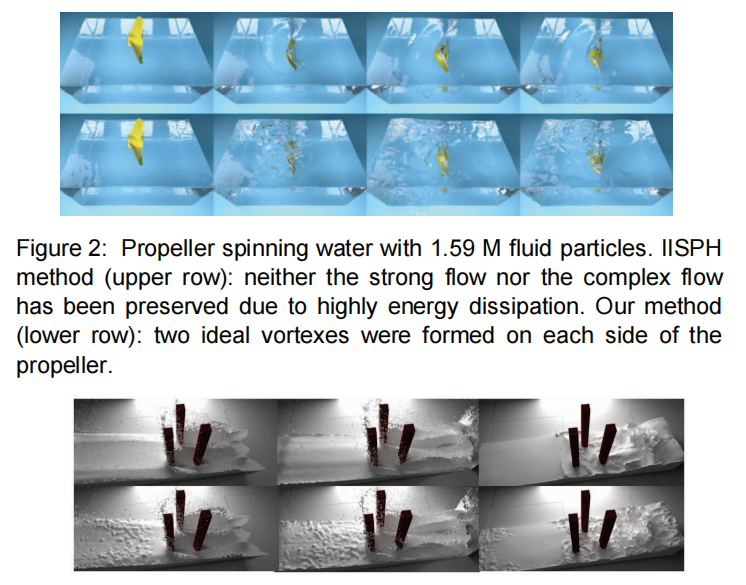 Figure 2: Propeller spinning water with 1.59 M fluid particles. IISPH
method (upper row): neither the strong flow nor the complex flow
has been preserved due to highly energy dissipation. Our method
(lower row): two ideal vortexes were formed on each side of the
propeller.